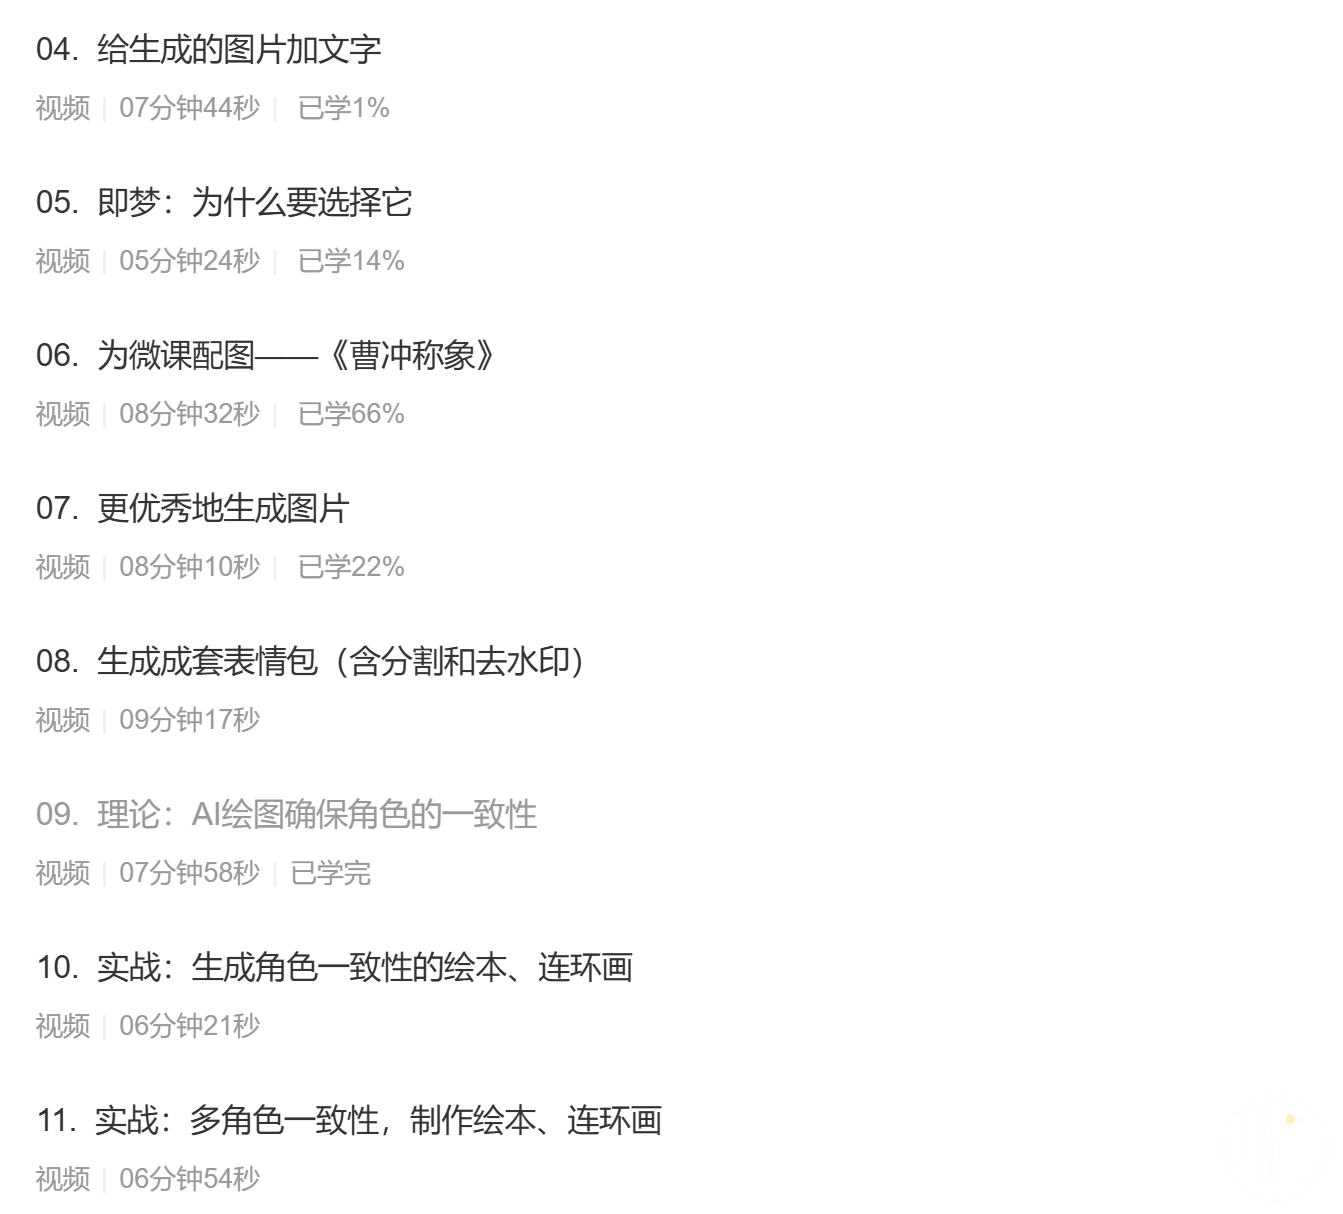 04. 给生成的图片加文字
视频 | 07分钟44秒 | 已学1%
05. 即梦：为什么要选择它
视频 | 05分钟24秒 | 已学14%
06. 为微课配图——《曹冲称象》
视频 | 08分钟32秒 | 已学66%
07. 更优秀地生成图片
视频 | 08分钟10秒 | 已学22%
08. 生成成套表情包（含分割和去水印）
视频 | 09分钟17秒
09. 理论：AI绘图确保角色的一致性
视频 | 07分钟58秒 | 已学完
10. 实战：生成角色一致性的绘本、连环画
视频 | 06分钟21秒
11. 实战：多角色一致性，制作绘本、连环画
视频 | 06分钟54秒